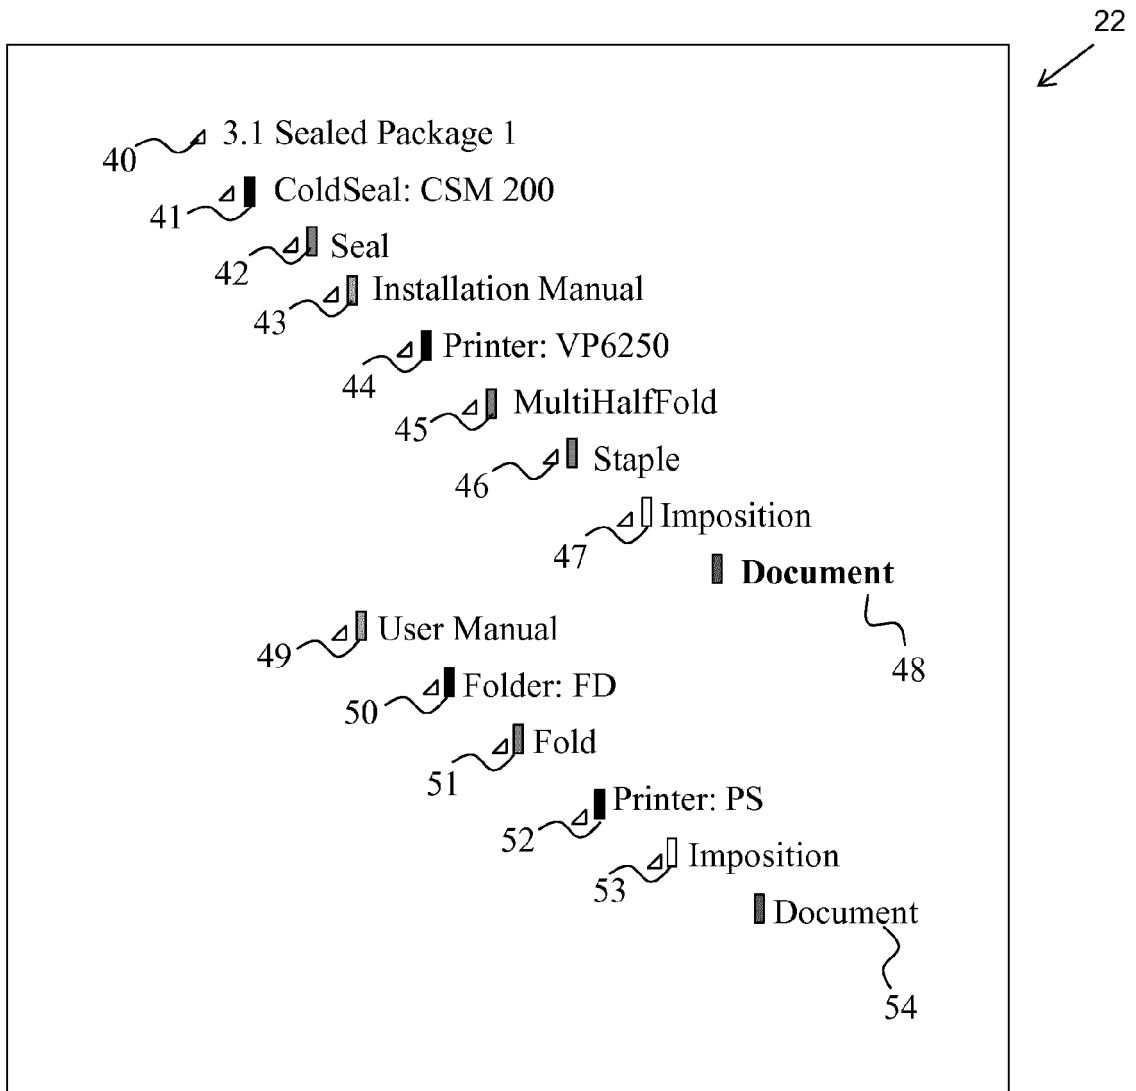 22
3.1 Sealed Package 1
40
ColdSeal: CSM 200
41
Seal
42
Installation Manual
43
Printer: VP6250
44
MultiHalfFold
45
Staple
46
Imposition
47
Document
48
User Manual
49
Folder: FD
50
Fold
51
Printer: PS
52
Imposition
53
Document
54